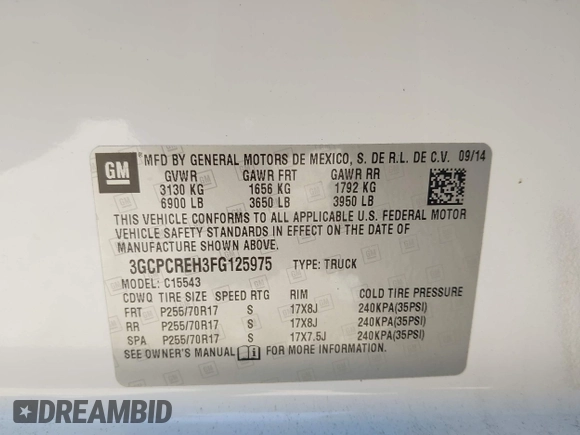 GM
MFD BY GENERAL MOTORS DE MEXICO, S. DE R.L. DE C.V. 09/14
GVWR GAWR FRT GAWR RR
3130 KG 1656 KG 1792 KG
6900 LB 3650 LB 3950 LB
THIS VEHICLE CONFORMS TO ALL APPLICABLE U.S. FEDERAL MOTOR
VEHICLE SAFETY STANDARDS IN EFFECT ON THE DATE OF
MANUFACTURE SHOWN ABOVE.
3GCPCREH3FG125975 TYPE: TRUCK
MODEL: C15543
CDWQ TIRE SIZE SPEED RTG RIM COLD TIRE PRESSURE
FRT P255/70R17 S 17X8J 240KPA(35PSI)
RR P255/70R17 S 17X8J 240KPA(35PSI)
SPA P255/70R17 S 17X7.5J 240KPA(35PSI)
SEE OWNER'S MANUAL FOR MORE INFORMATION.
DREAMBID